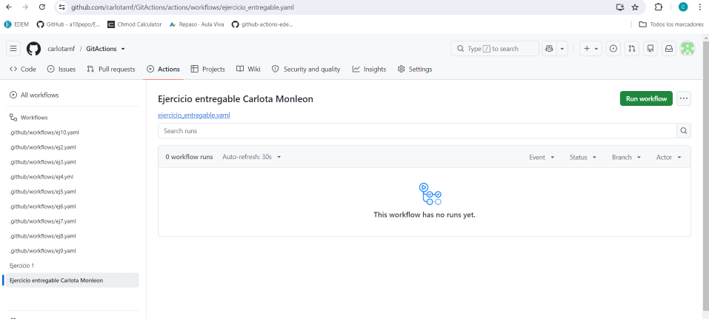 github.com/carlotamf/GitActions/actions/workflows/ejercicio_entregable.yaml
EDEM GitHub - a10pepo/E... Chmod Calculator Repaso - Aula Viva github-actions-ede... Todos los marcadores
carlotamf / GitActions Type / to search
Code Issues Pull requests Actions Projects Wiki Security and quality Insights Settings
All workflows
Workflows
.github/workflows/ej10.yaml
.github/workflows/ej2.yaml
.github/workflows/ej3.yaml
.github/workflows/ej4.yml
.github/workflows/ej5.yaml
.github/workflows/ej6.yaml
.github/workflows/ej7.yaml
.github/workflows/ej8.yaml
.github/workflows/ej9.yaml
Ejercicio 1
Ejercicio entregable Carlota Monleon
Ejercicio entregable Carlota Monleon Run workflow
ejercicio_entregable.yaml
Search runs
0 workflow runs Auto-refresh: 30s Event Status Branch Actor
This workflow has no runs yet.